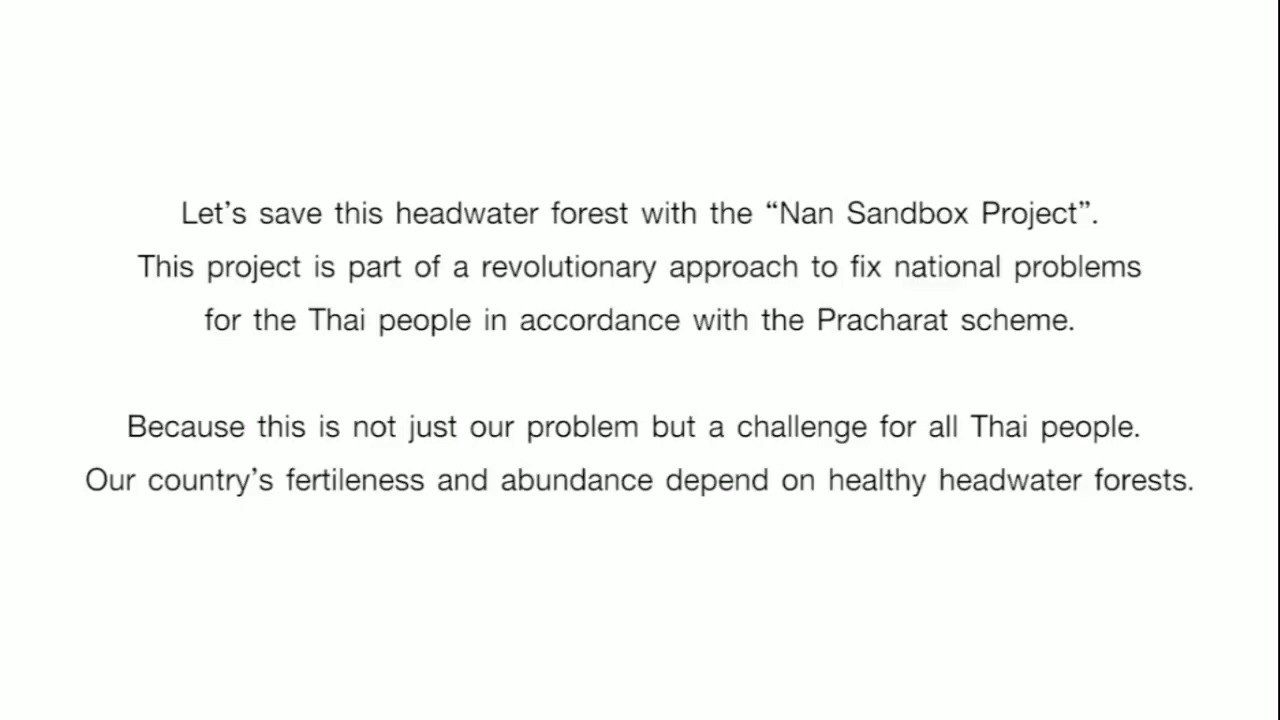 Let’s save this headwater forest with the “Nan Sandbox Project”.
This project is part of a revolutionary approach to fix national problems
for the Thai people in accordance with the Pracharat scheme.
Because this is not just our problem but a challenge for all Thai people.
Our country’s fertileness and abundance depend on healthy headwater forests.